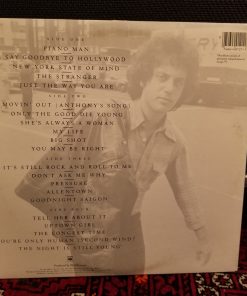 SIDE ONE
PIANO MAN
SAY GOODBYE TO HOLLYWOOD
NEW YORK STATE OF MIND
THE STRANGER
JUST THE WAY YOU ARE
SIDE TWO
MOVIN' OUT (ANTHONY'S SONG)
ONLY THE GOOD DIE YOUNG
SHE'S ALWAYS A WOMAN
MY LIFE
BIG SHOT
YOU MAY BE RIGHT
SIDE THREE
IT'S STILL ROCK AND ROLL TO ME
DON'T ASK ME WHY
PRESSURE
ALLENTOWN
GOODNIGHT SAIGON
SIDE FOUR
TELL HER ABOUT IT
UPTOWN GIRL
THE LONGEST TIME
YOU'RE ONLY HUMAN (SECOND WIND)
THE NIGHT IS STILL YOUNG